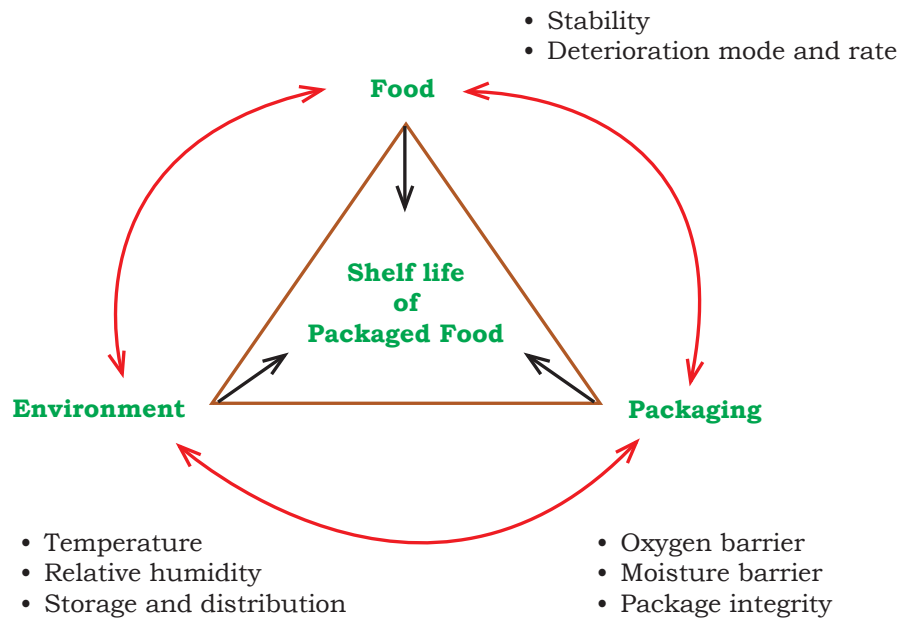 • Stability
• Deterioration mode and rate
Food
Shelf life
of
Packaged Food
Environment
Packaging
• Temperature
• Relative humidity
• Storage and distribution
• Oxygen barrier
• Moisture barrier
• Package integrity